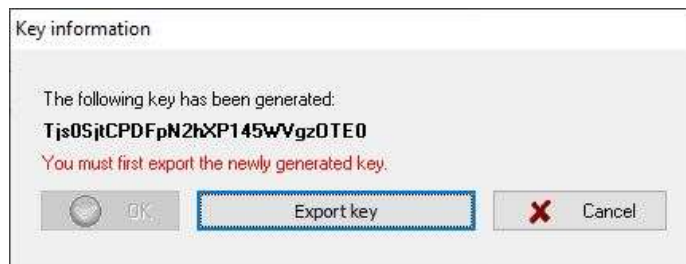 Key information
The following key has been generated:
Tjs0SjtCPDFpN2hXP145WVgzOTE0
You must first export the newly generated key.
OK Export key Cancel